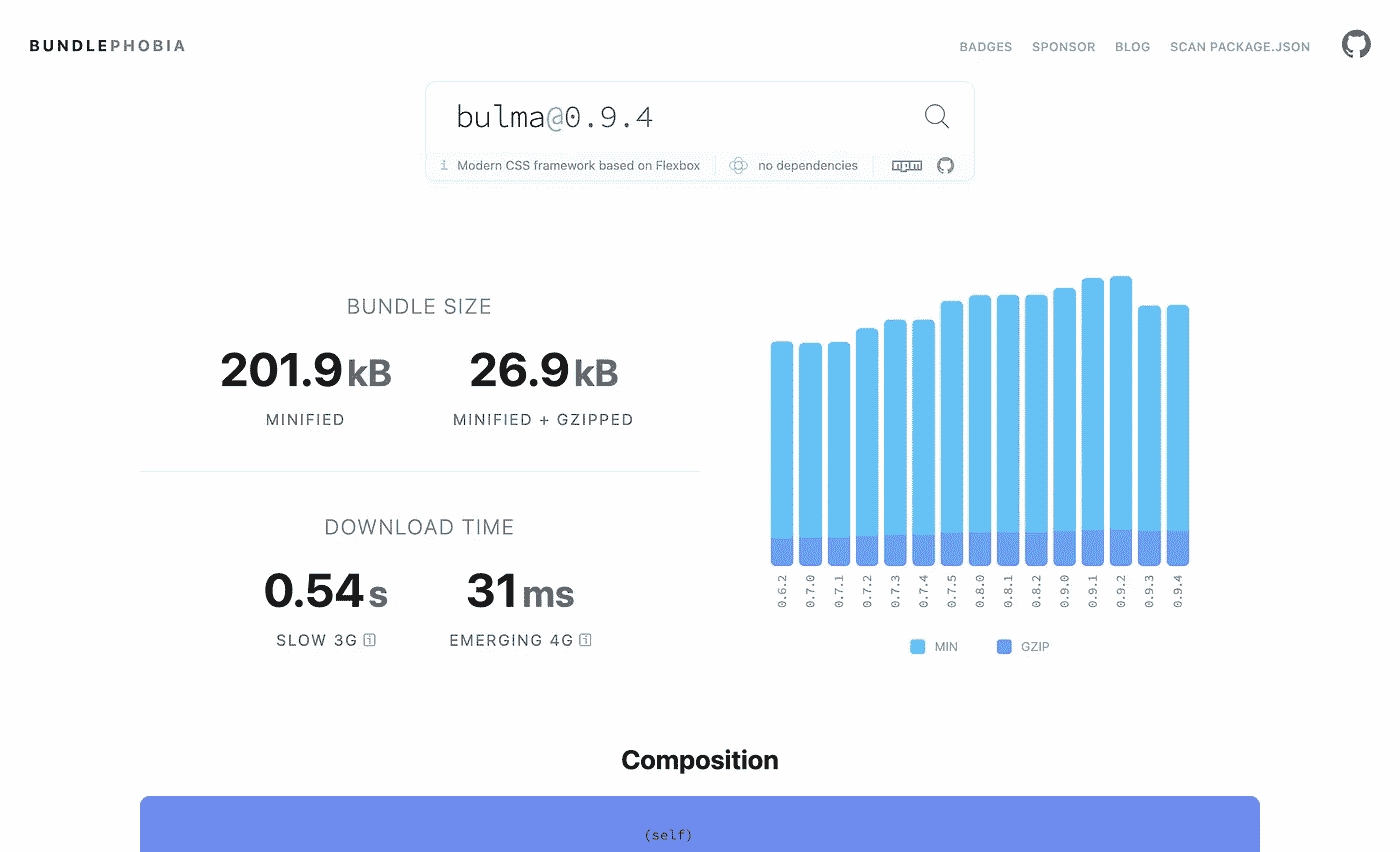 BUNDLEPHOBIA
BADGES SPONSOR BLOG SCAN PACKAGE.JSON
bulma@0.9.4
i Modern CSS framework based on Flexbox no dependencies npm
BUNDLE SIZE
201.9 kB 26.9 kB
MINIFIED MINIFIED + GZIPPED
DOWNLOAD TIME
0.54 s 31 ms
SLOW 3G i EMERGING 4G i
0.6.2 0.7.0 0.7.1 0.7.2 0.7.3 0.7.4 0.7.5 0.8.0 0.8.1 0.8.2 0.9.0 0.9.1 0.9.2 0.9.3 0.9.4
MIN GZIP
Composition
(self)